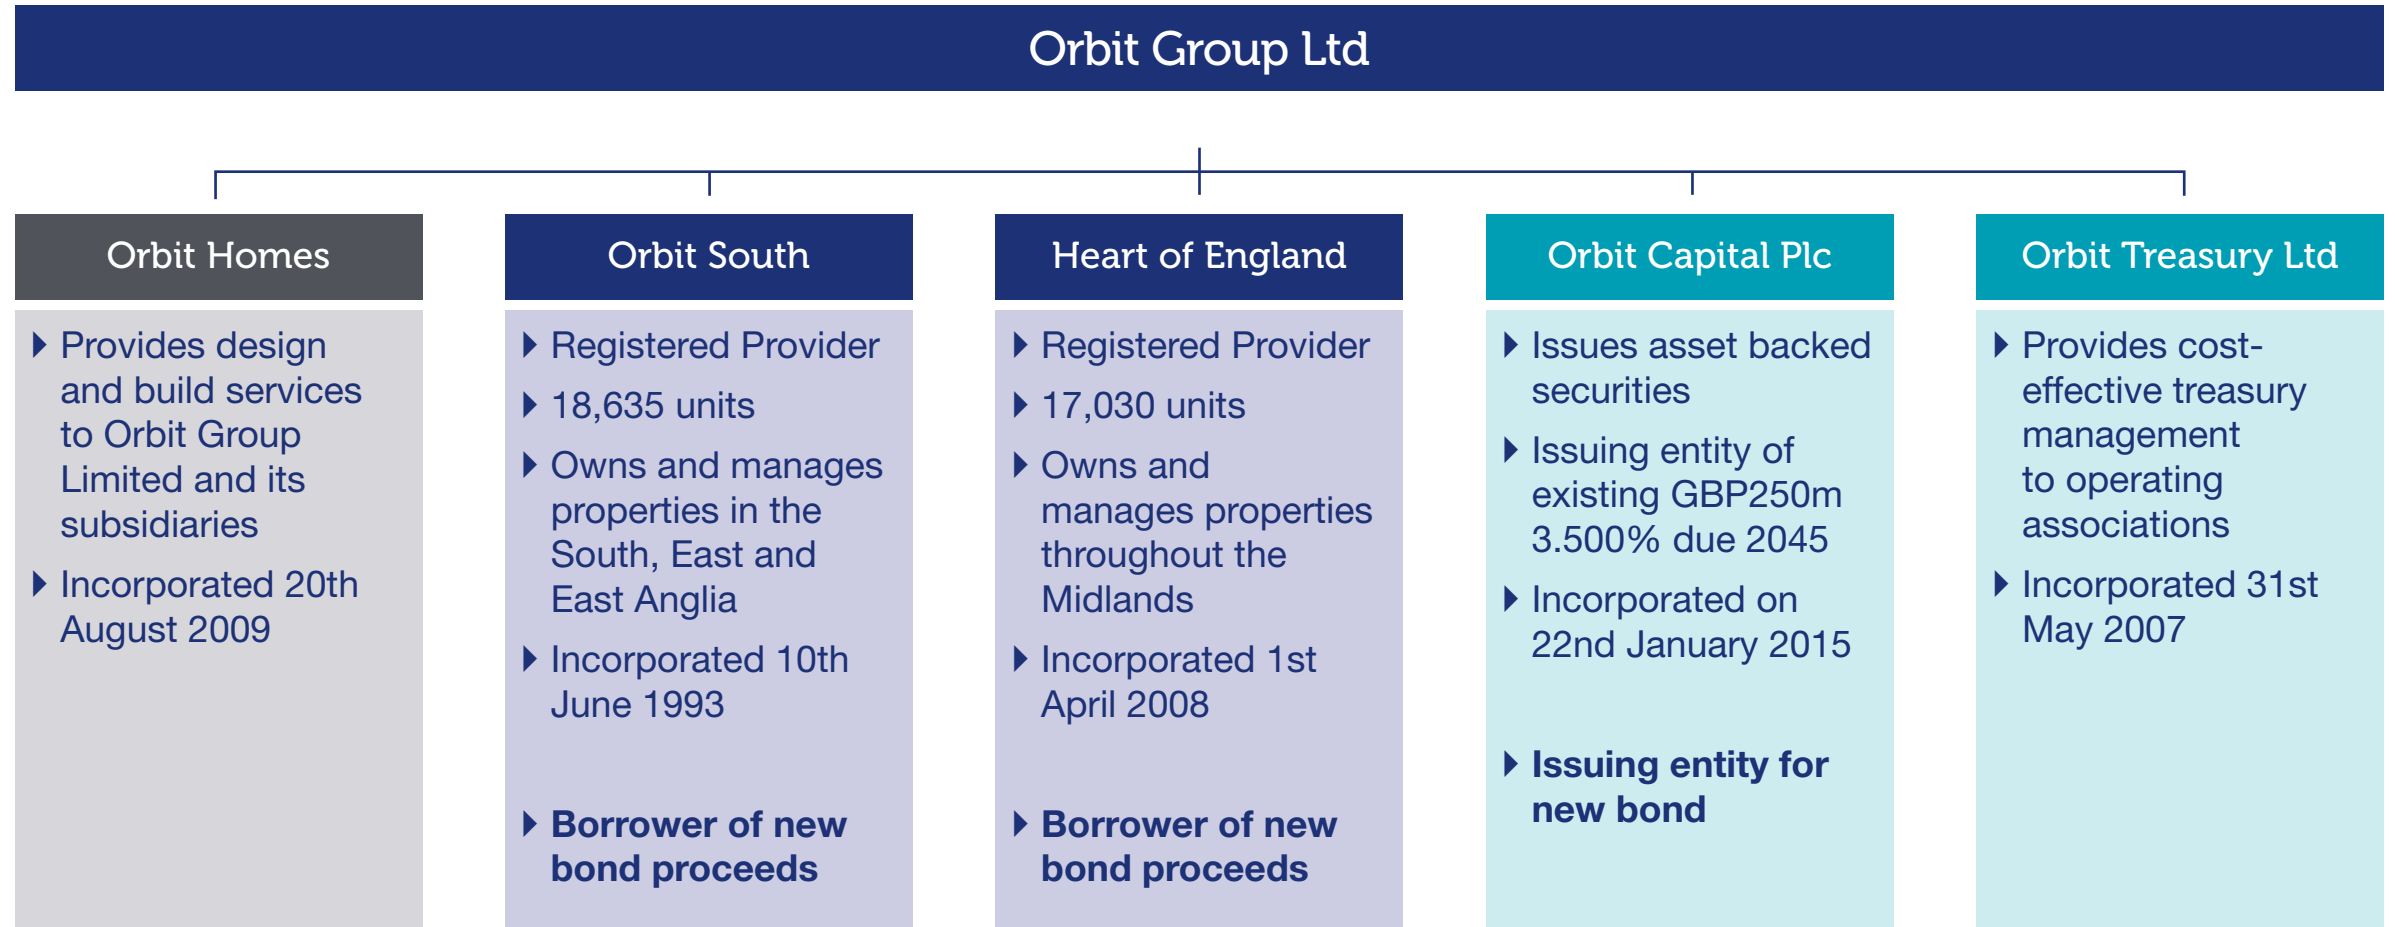 Orbit Group Ltd
Orbit Homes
Provides design
and build services
to Orbit Group
Limited and its
subsidiaries
Incorporated 20th
August 2009
Orbit South
Registered Provider
18,635 units
Owns and manages
properties in the
South, East and
East Anglia
Incorporated 10th
June 1993
Borrower of new
bond proceeds
Heart of England
Registered Provider
17,030 units
Owns and
manages properties
throughout the
Midlands
Incorporated 1st
April 2008
Borrower of new
bond proceeds
Orbit Capital Plc
Issues asset backed
securities
Issuing entity of
existing GBP250m
3.500% due 2045
Incorporated on
22nd January 2015
Issuing entity for
new bond
Orbit Treasury Ltd
Provides cost-
effective treasury
management
to operating
associations
Incorporated 31st
May 2007